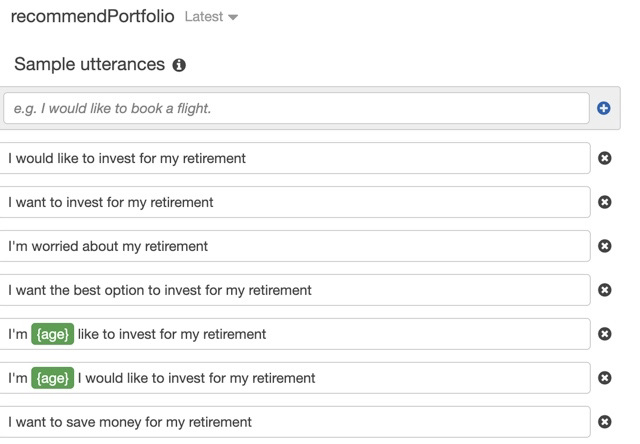 recommendPortfolio Latest
Sample utterances
e.g. I would like to book a flight.
I would like to invest for my retirement
I want to invest for my retirement
I'm worried about my retirement
I want the best option to invest for my retirement
I'm {age} like to invest for my retirement
I'm {age} I would like to invest for my retirement
I want to save money for my retirement